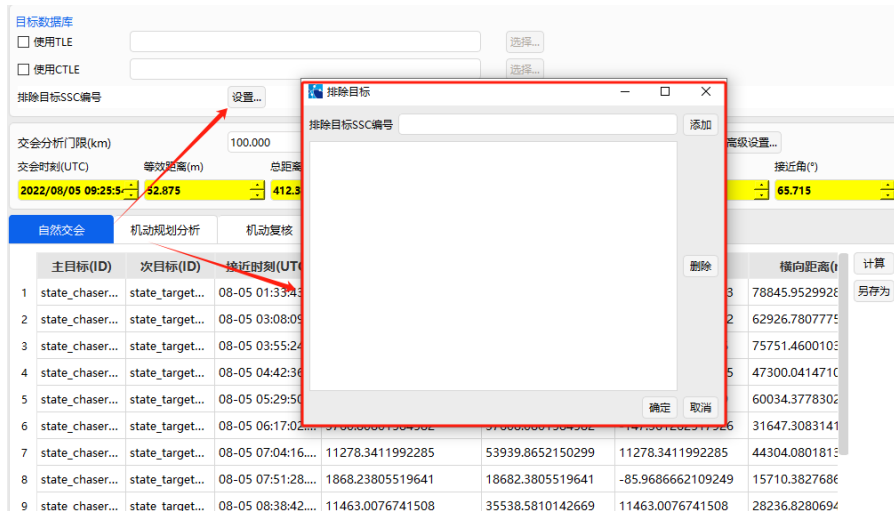 目标数据库
使用TLE 选择...
使用CTLE 选择...
排除目标SSC编号 设置...
排除目标
排除目标SSC编号 添加
删除
确定 取消
交会分析门限(km) 100.000 高级设置...
交会时刻(UTC) 等效距离(m) 总距离 接近角(°)
2022/08/05 09:25:5 52.875 412.3 65.715
自然交会 机动规划分析 机动复核
主目标(ID) 次目标(ID) 接近时刻(UTC 横向距离(r 计算
1 state_chaser... state_target... 08-05 01:33:43 3 78845.9529928 另存为
2 state_chaser... state_target... 08-05 03:08:09 2 62926.7807775
3 state_chaser... state_target... 08-05 03:55:24 75751.4600103
4 state_chaser... state_target... 08-05 04:42:36 5 47300.0414710
5 state_chaser... state_target... 08-05 05:29:50 60034.3778302
6 state_chaser... state_target... 08-05 06:17:02.... 31647.3083141
7 state_chaser... state_target... 08-05 07:04:16.... 11278.3411992285 53939.8652150299 11278.3411992285 44304.0801813
8 state_chaser... state_target... 08-05 07:51:28.... 1868.23805519641 18682.3805519641 -85.9686662109249 15710.3827686
9 state_chaser... state_target... 08-05 08:38:42.... 11463.0076741508 35538.5810142669 11463.0076741508 28236.8280694